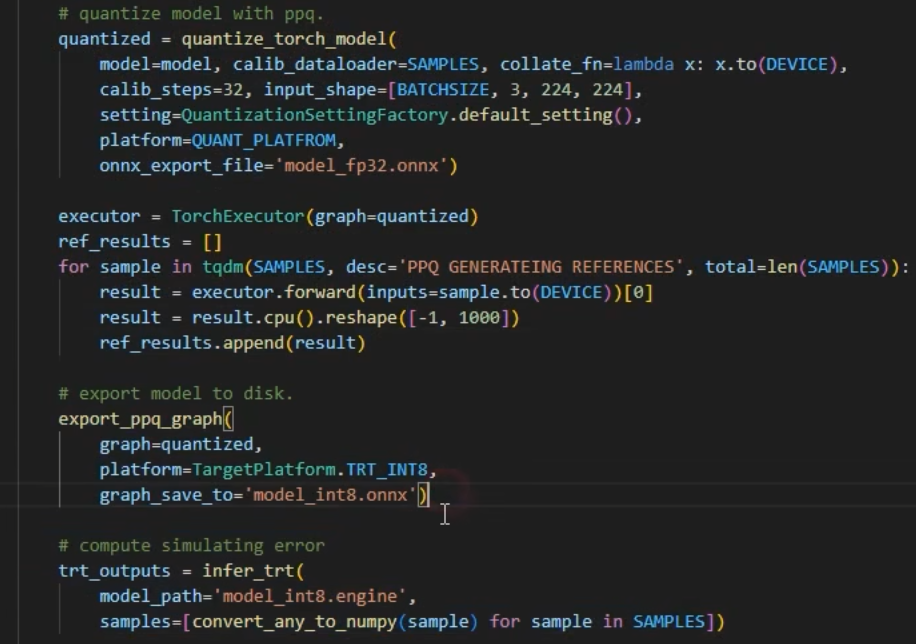 # quantize model with ppq.
quantized = quantize_torch_model(
model=model, calib_dataloader=SAMPLES, collate_fn=lambda x: x.to(DEVICE),
calib_steps=32, input_shape=[BATCHSIZE, 3, 224, 224],
setting=QuantizationSettingFactory.default_setting(),
platform=QUANT_PLATFROM,
onnx_export_file='model_fp32.onnx')
executor = TorchExecutor(graph=quantized)
ref_results = []
for sample in tqdm(SAMPLES, desc='PPQ GENERATEING REFERENCES', total=len(SAMPLES)):
result = executor.forward(inputs=sample.to(DEVICE))[0]
result = result.cpu().reshape([-1, 1000])
ref_results.append(result)
# export model to disk.
export_ppq_graph(
graph=quantized,
platform=TargetPlatform.TRT_INT8,
graph_save_to='model_int8.onnx')
# compute simulating error
trt_outputs = infer_trt(
model_path='model_int8.engine',
samples=[convert_any_to_numpy(sample) for sample in SAMPLES])